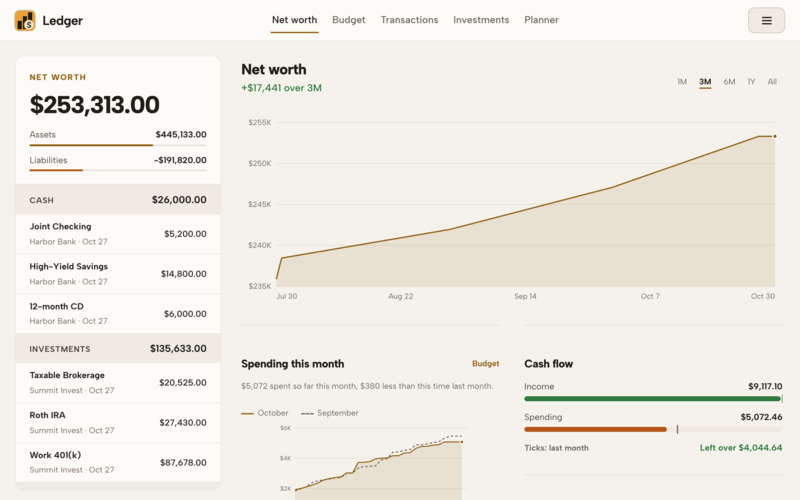 Ledger
Net worth
Budget
Transactions
Investments
Planner
NET WORTH
$253,313.00
Assets $445,133.00
Liabilities -$191,820.00
CASH $26,000.00
Joint Checking
Harbor Bank · Oct 27
$5,200.00
High-Yield Savings
Harbor Bank · Oct 27
$14,800.00
12-month CD
Harbor Bank · Oct 27
$6,000.00
INVESTMENTS $135,633.00
Taxable Brokerage
Summit Invest · Oct 27
$20,525.00
Roth IRA
Summit Invest · Oct 27
$27,430.00
Work 401(k)
Summit Invest · Oct 27
$87,678.00
Net worth
+$17,441 over 3M
1M 3M 6M 1Y All
$255K
$250K
$245K
$240K
$235K
Jul 30 Aug 22 Sep 14 Oct 7 Oct 30
Spending this month Budget
$5,072 spent so far this month, $380 less than this time last month.
October September
$6K
$4K
$2K
Cash flow
Income $9,117.10
Spending $5,072.46
Ticks: last month Left over $4,044.64